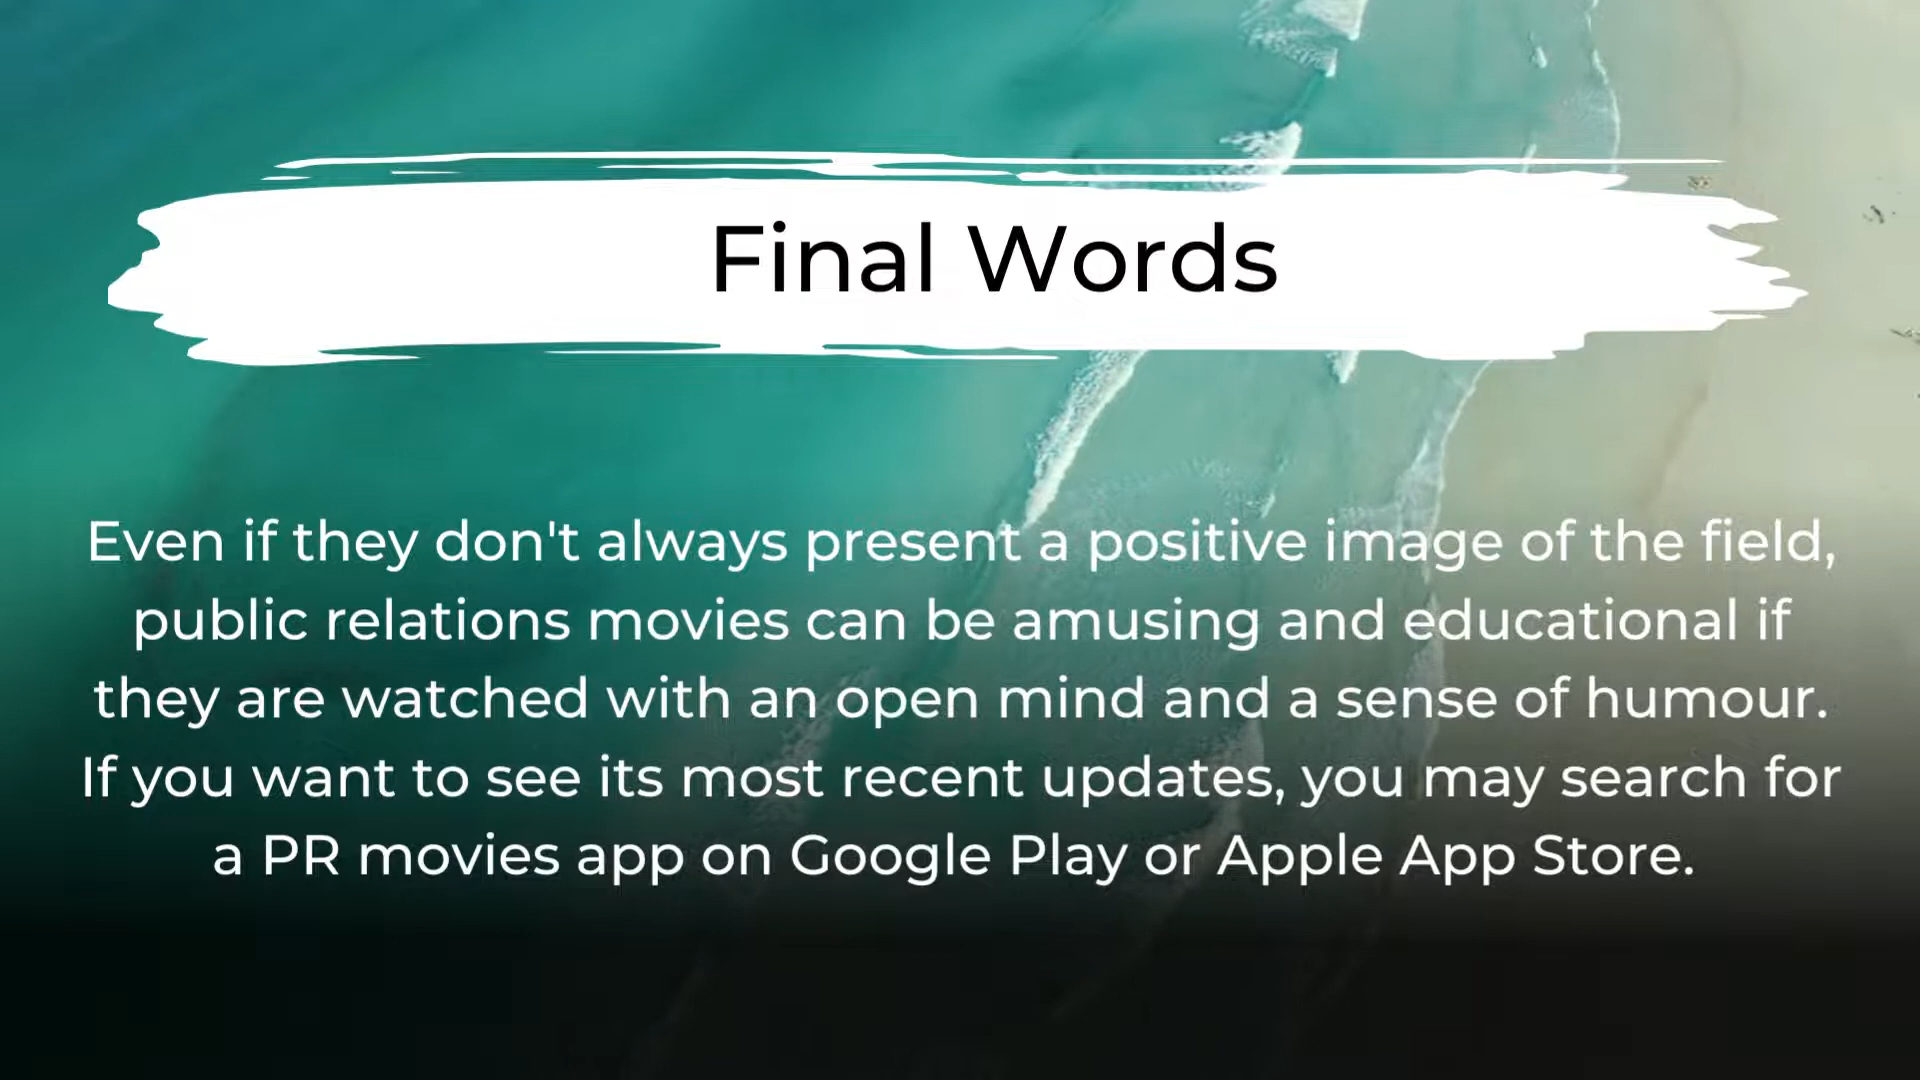 Final Words
Even if they don't always present a positive image of the field,
public relations movies can be amusing and educational if
they are watched with an open mind and a sense of humour.
If you want to see its most recent updates, you may search for
a PR movies app on Google Play or Apple App Store.